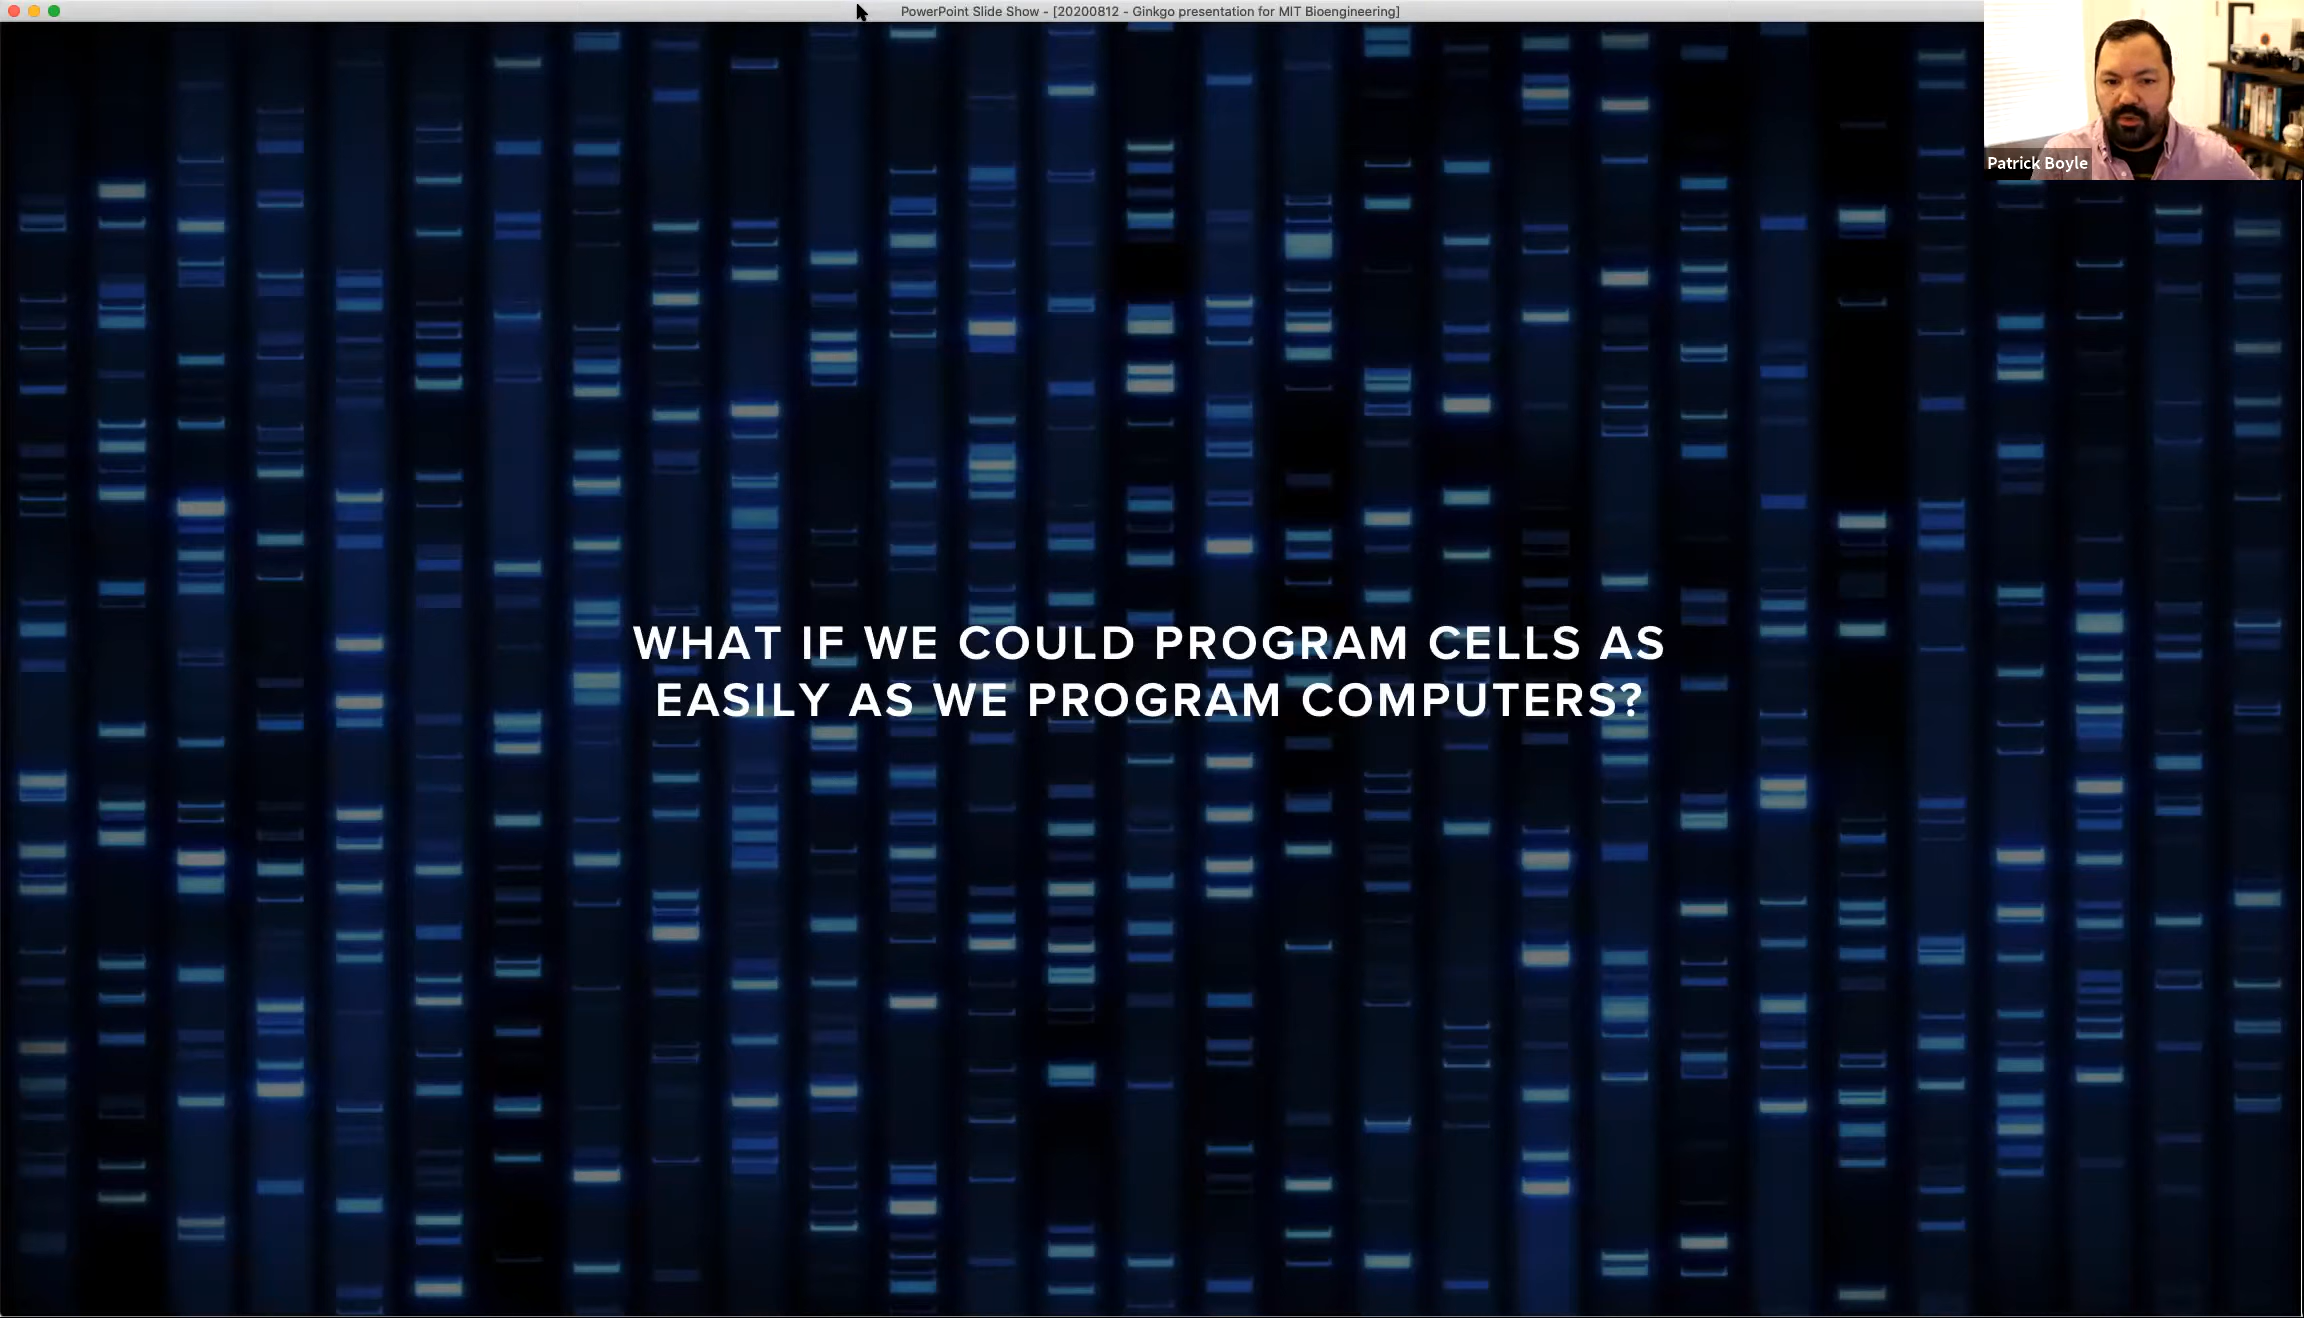 PowerPoint Slide Show - [20200812 - Ginkgo presentation for MIT Bioengineering]
Patrick Boyle
WHAT IF WE COULD PROGRAM CELLS AS
EASILY AS WE PROGRAM COMPUTERS?